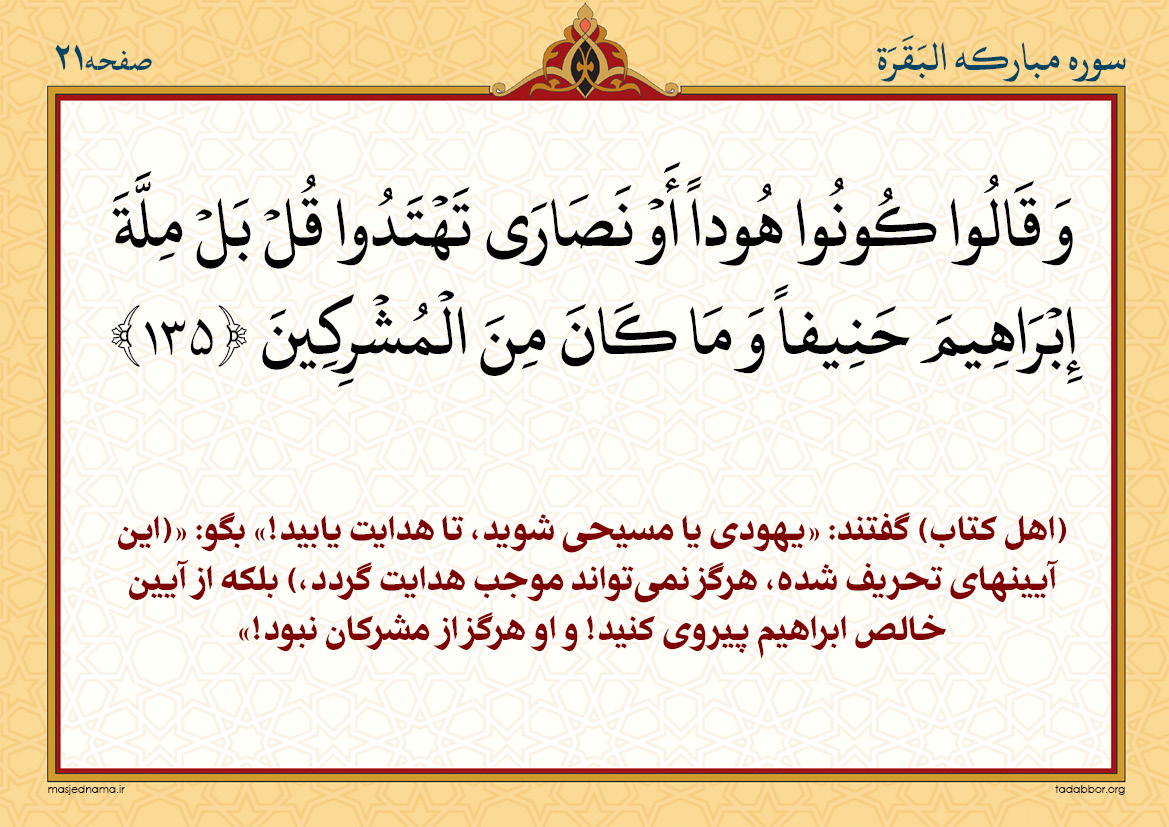 سوره مبارکه البَقَرَة
صفحه۲۱
وَ قَالُوا كُونُوا هُوداً أَوْ نَصَارَى تَهْتَدُوا قُلْ بَلْ مِلَّةَ
إِبْرَاهِيمَ حَنِيفاً وَ مَا كَانَ مِنَ الْمُشْرِكِينَ ﴿۱۳۵﴾
(اهل کتاب) گفتند: «یهودی یا مسیحی شوید، تا هدایت یابید!» بگو: «(این
آیینهای تحریف شده، هرگز نمی‌تواند موجب هدایت گردد،) بلکه از آیین
خالص ابراهیم پیروی کنید! و او هرگز از مشرکان نبود!»
masjednama.ir
tadabbor.org